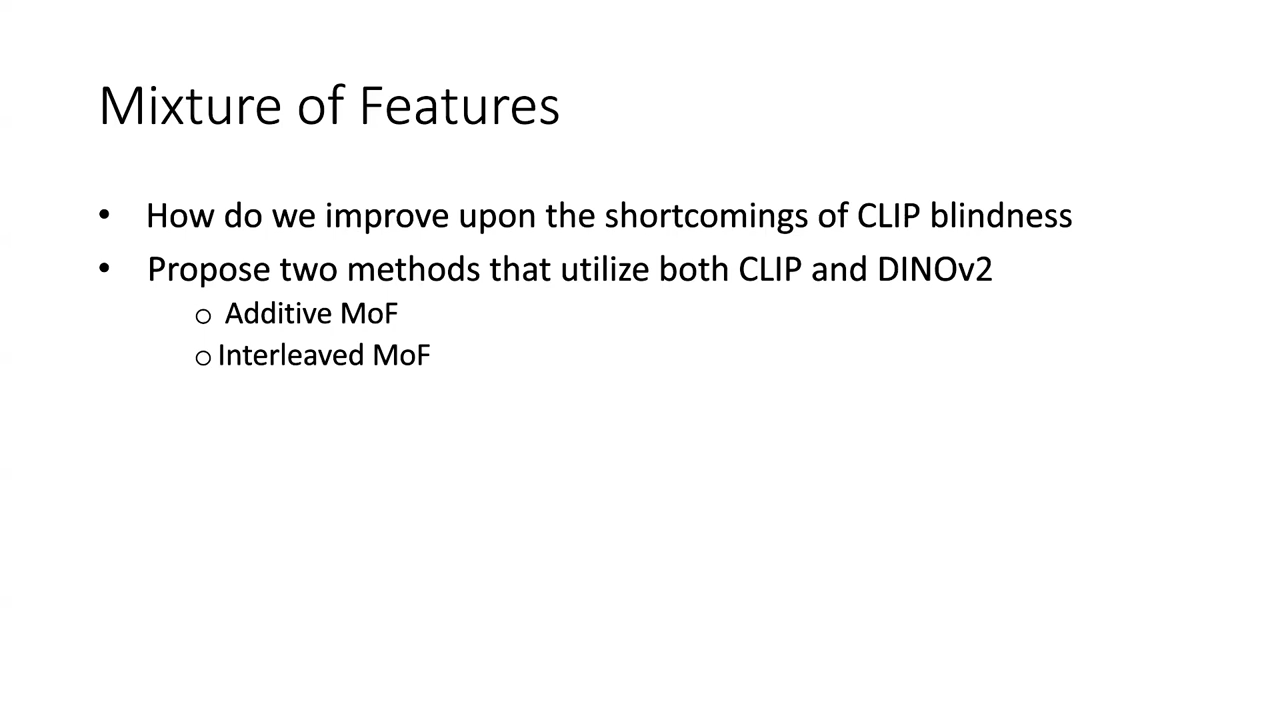 Mixture of Features
• How do we improve upon the shortcomings of CLIP blindness
• Propose two methods that utilize both CLIP and DINOv2
o Additive MoF
o Interleaved MoF